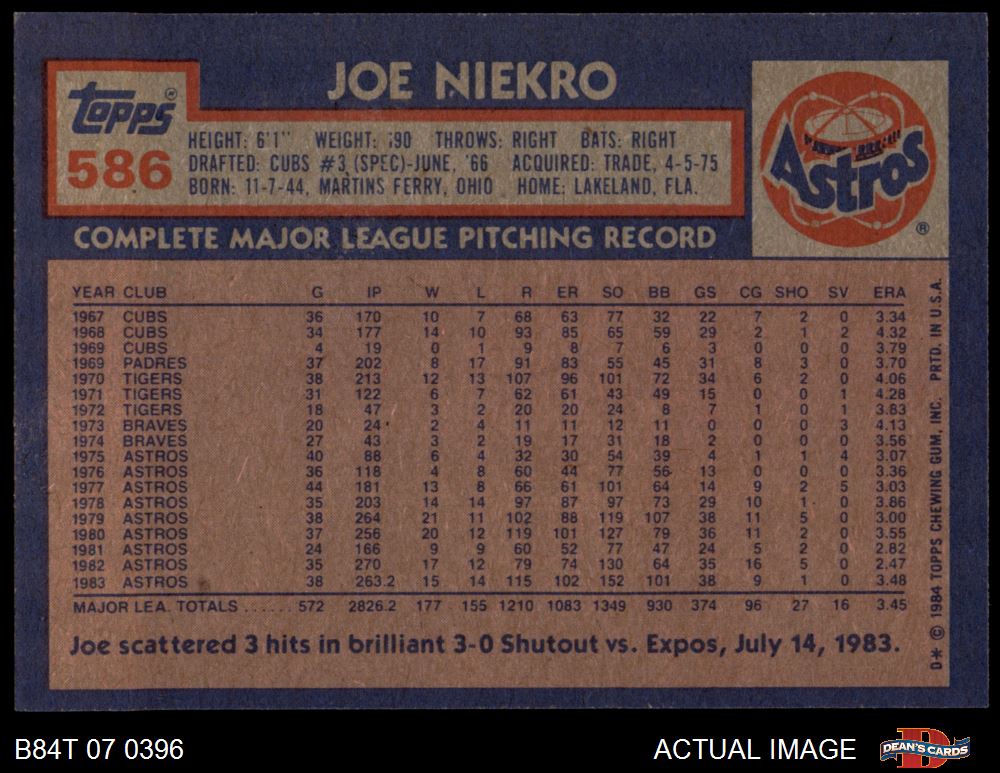 JOE NIEKRO
Topps®
586
HEIGHT: 6'1" WEIGHT: 190 THROWS: RIGHT BATS: RIGHT
DRAFTED: CUBS #3 (SPEC)-JUNE, '66 ACQUIRED: TRADE, 4-5-75
BORN: 11-7-44, MARTINS FERRY, OHIO HOME: LAKELAND, FLA.
Astros
®
COMPLETE MAJOR LEAGUE PITCHING RECORD
YEAR CLUB G IP W L R ER SO BB GS CG SHO SV ERA
1967 CUBS 36 170 10 7 68 63 77 32 22 7 2 0 3.34
1968 CUBS 34 177 14 10 93 85 65 59 29 2 1 2 4.32
1969 CUBS 4 19 0 1 9 8 7 6 3 0 0 0 3.79
1969 PADRES 37 202 8 17 91 83 55 45 31 8 3 0 3.70
1970 TIGERS 38 213 12 13 107 96 101 72 34 6 2 0 4.06
1971 TIGERS 31 122 6 7 62 61 43 49 15 0 0 1 4.28
1972 TIGERS 18 47 3 2 20 20 24 8 7 1 0 1 3.83
1973 BRAVES 20 24 2 4 11 11 12 11 0 0 0 3 4.13
1974 BRAVES 27 43 3 2 19 17 31 18 2 0 0 0 3.56
1975 ASTROS 40 88 6 4 32 30 54 39 4 1 1 4 3.07
1976 ASTROS 36 118 4 8 60 44 77 56 13 0 0 0 3.36
1977 ASTROS 44 181 13 8 66 61 101 64 14 9 2 5 3.03
1978 ASTROS 35 203 14 14 97 87 97 73 29 10 1 0 3.86
1979 ASTROS 38 264 21 11 102 88 119 107 38 11 5 0 3.00
1980 ASTROS 37 256 20 12 119 101 127 79 36 11 2 0 3.55
1981 ASTROS 24 166 9 9 60 52 77 47 24 5 2 0 2.82
1982 ASTROS 35 270 17 12 79 74 130 64 35 16 5 0 2.47
1983 ASTROS 38 263.2 15 14 115 102 152 101 38 9 1 0 3.48
MAJOR LEA. TOTALS ...... 572 2826.2 177 155 1210 1083 1349 930 374 96 27 16 3.45
Joe scattered 3 hits in brilliant 3-0 Shutout vs. Expos, July 14, 1983.
D* © 1984 TOPPS CHEWING GUM, INC. PRTD. IN U.S.A.
B84T 07 0396
ACTUAL IMAGE
DEAN'S CARDS